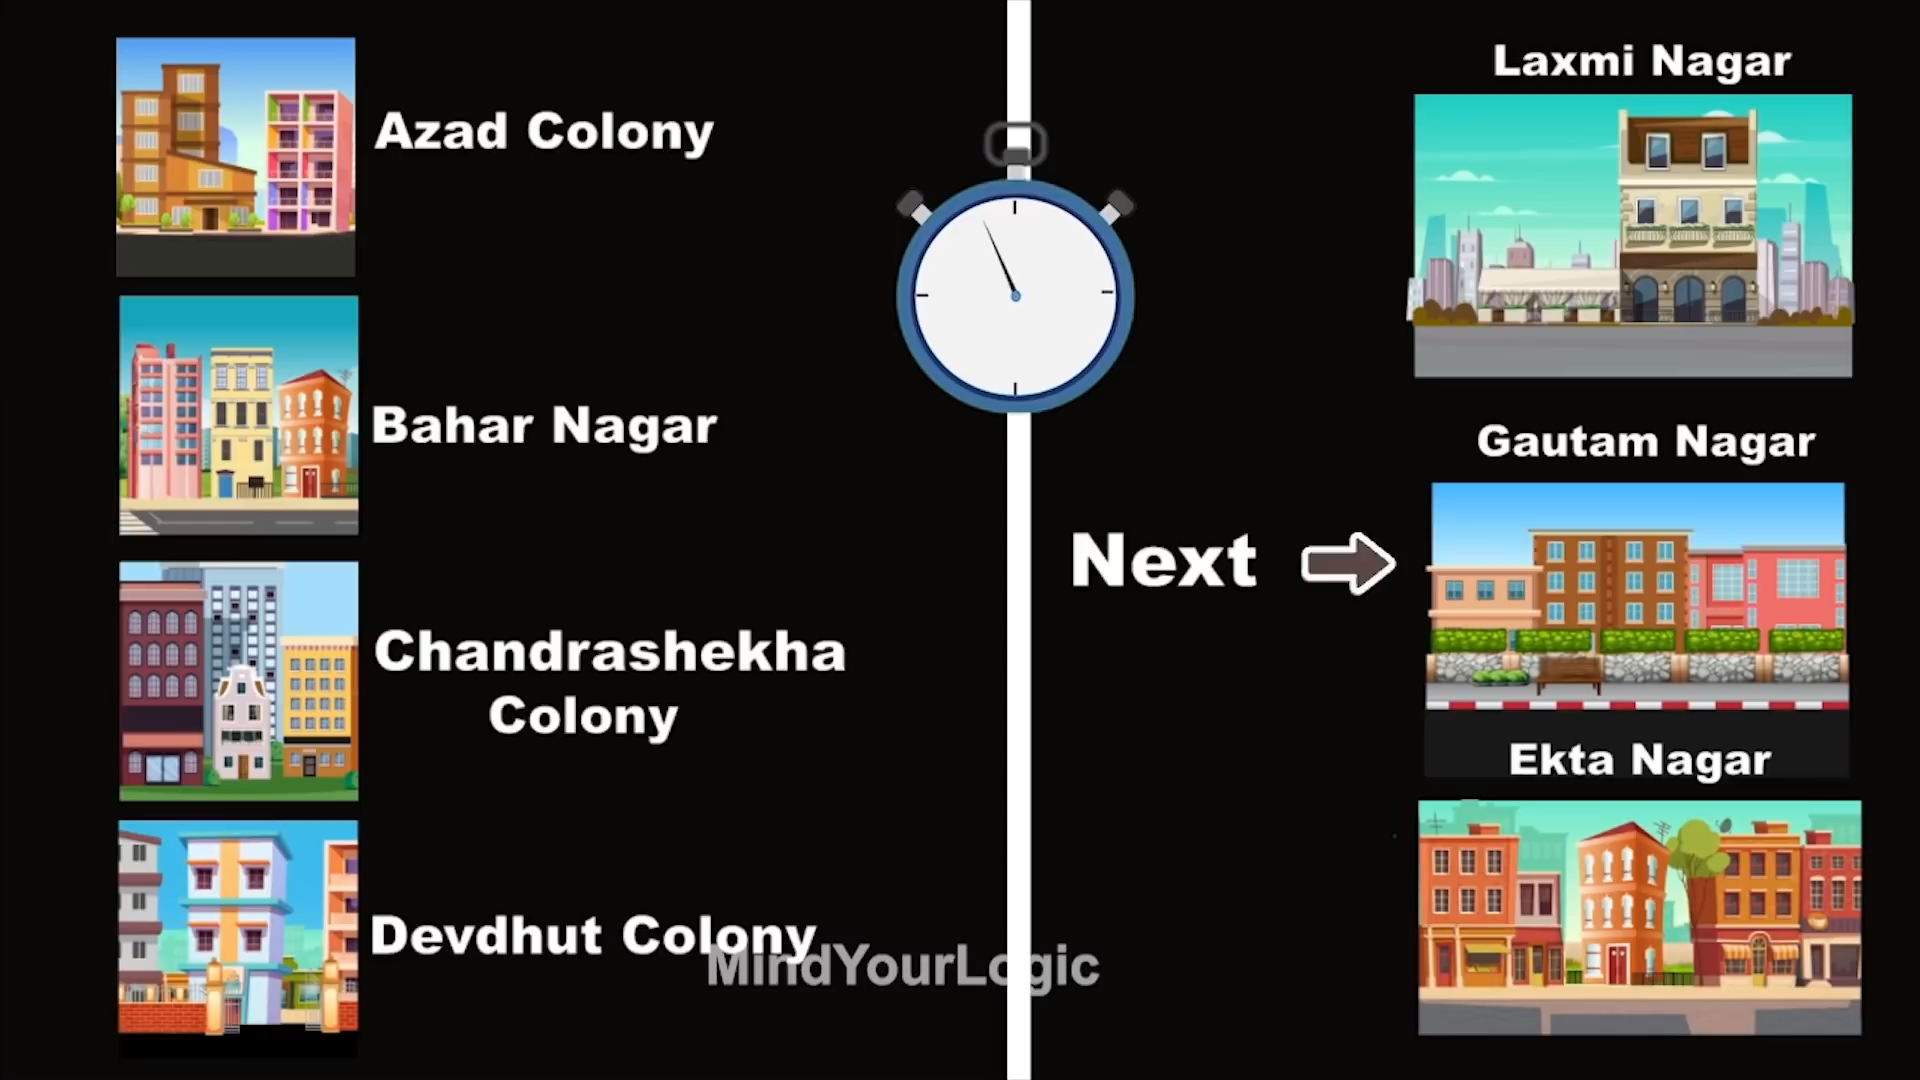 Azad Colony
Bahar Nagar
Chandrashekha
Colony
Devdhut Colony
MindYourLogic
Next
Laxmi Nagar
Gautam Nagar
Ekta Nagar